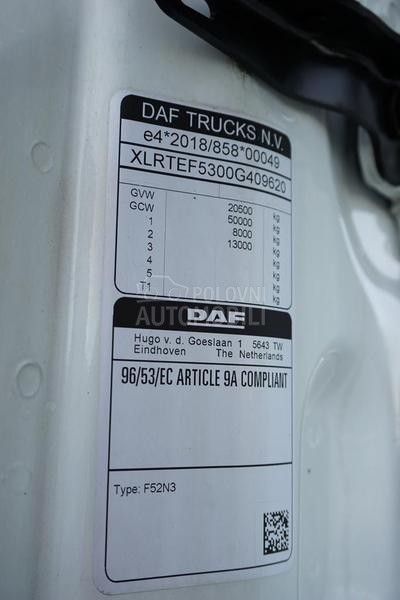 DAF TRUCKS N.V.
e4*2018/858*00049
XLRTEF5300G409620
GVW 20500 kg
GCW 50000 kg
1 8000 kg
2 13000 kg
3 kg
4 kg
5 kg
T1 kg
POLOVNI
AUTOMOBILI
DAF
Hugo v. d. Goeslaan 1 5643 TW
Eindhoven The Netherlands
96/53/EC ARTICLE 9A COMPLIANT
Type: F52N3